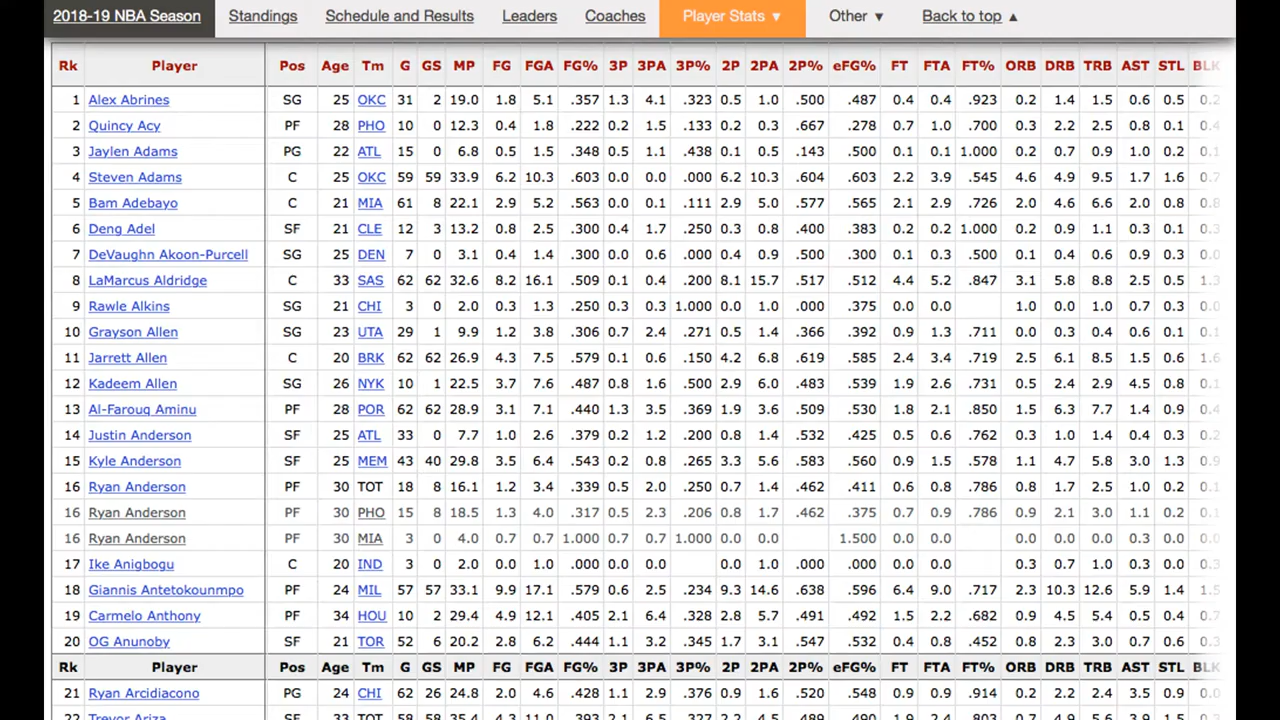 2018-19 NBA Season Standings Schedule and Results Leaders Coaches Player Stats ▼ Other ▼ Back to top ▲
Rk Player Pos Age Tm G GS MP FG FGA FG% 3P 3PA 3P% 2P 2PA 2P% eFG% FT FTA FT% ORB DRB TRB AST STL BLK
1 Alex Abrines SG 25 OKC 31 2 19.0 1.8 5.1 .357 1.3 4.1 .323 0.5 1.0 .500 .487 0.4 0.4 .923 0.2 1.4 1.5 0.6 0.5 0.2
2 Quincy Acy PF 28 PHO 10 0 12.3 0.4 1.8 .222 0.2 1.5 .133 0.2 0.3 .667 .278 0.7 1.0 .700 0.3 2.2 2.5 0.8 0.1 0.4
3 Jaylen Adams PG 22 ATL 15 0 6.8 0.5 1.5 .348 0.5 1.1 .438 0.1 0.5 .143 .500 0.1 0.1 1.000 0.2 0.7 0.9 1.0 0.2 0.1
4 Steven Adams C 25 OKC 59 59 33.9 6.2 10.3 .603 0.0 0.0 .000 6.2 10.3 .604 .603 2.2 3.9 .545 4.6 4.9 9.5 1.7 1.6 0.7
5 Bam Adebayo C 21 MIA 61 8 22.1 2.9 5.2 .563 0.0 0.1 .111 2.9 5.0 .577 .565 2.1 2.9 .726 2.0 4.6 6.6 2.0 0.8 0.8
6 Deng Adel SF 21 CLE 12 3 13.2 0.8 2.5 .300 0.4 1.7 .250 0.3 0.8 .400 .383 0.2 0.2 1.000 0.2 0.9 1.1 0.3 0.1 0.3
7 DeVaughn Akoon-Purcell SG 25 DEN 7 0 3.1 0.4 1.4 .300 0.0 0.6 .000 0.4 0.9 .500 .300 0.1 0.3 .500 0.1 0.4 0.6 0.9 0.3 0.0
8 LaMarcus Aldridge C 33 SAS 62 62 32.6 8.2 16.1 .509 0.1 0.4 .200 8.1 15.7 .517 .512 4.4 5.2 .847 3.1 5.8 8.8 2.5 0.5 1.3
9 Rawle Alkins SG 21 CHI 3 0 2.0 0.3 1.3 .250 0.3 0.3 1.000 0.0 1.0 .000 .375 0.0 0.0 1.0 0.0 1.0 0.7 0.3 0.0
10 Grayson Allen SG 23 UTA 29 1 9.9 1.2 3.8 .306 0.7 2.4 .271 0.5 1.4 .366 .392 0.9 1.3 .711 0.0 0.3 0.4 0.6 0.1 0.1
11 Jarrett Allen C 20 BRK 62 62 26.9 4.3 7.5 .579 0.1 0.6 .150 4.2 6.8 .619 .585 2.4 3.4 .719 2.5 6.1 8.5 1.5 0.6 1.6
12 Kadeem Allen SG 26 NYK 10 1 22.5 3.7 7.6 .487 0.8 1.6 .500 2.9 6.0 .483 .539 1.9 2.6 .731 0.5 2.4 2.9 4.5 0.8 0.1
13 Al-Farouq Aminu PF 28 POR 62 62 28.9 3.1 7.1 .440 1.3 3.5 .369 1.9 3.6 .509 .530 1.8 2.1 .850 1.5 6.3 7.7 1.4 0.9 0.4
14 Justin Anderson SF 25 ATL 33 0 7.7 1.0 2.6 .379 0.2 1.2 .200 0.8 1.4 .532 .425 0.5 0.6 .762 0.3 1.0 1.4 0.4 0.3 0.2
15 Kyle Anderson SF 25 MEM 43 40 29.8 3.5 6.4 .543 0.2 0.8 .265 3.3 5.6 .583 .560 0.9 1.5 .578 1.1 4.7 5.8 3.0 1.3 0.9
16 Ryan Anderson PF 30 TOT 18 8 16.1 1.2 3.4 .339 0.5 2.0 .250 0.7 1.4 .462 .411 0.6 0.8 .786 0.8 1.7 2.5 1.0 0.2 0.1
16 Ryan Anderson PF 30 PHO 15 8 18.5 1.3 4.0 .317 0.5 2.3 .206 0.8 1.7 .462 .375 0.7 0.9 .786 0.9 2.1 3.0 1.1 0.2 0.1
16 Ryan Anderson PF 30 MIA 3 0 4.0 0.7 0.7 1.000 0.7 0.7 1.000 0.0 0.0 1.500 0.0 0.0 0.0 0.0 0.0 0.3 0.0 0.0
17 Ike Anigbogu C 20 IND 3 0 2.0 0.0 1.0 .000 0.0 0.0 0.0 1.0 .000 .000 0.0 0.0 0.3 0.7 1.0 0.3 0.0 0.3
18 Giannis Antetokounmpo PF 24 MIL 57 57 33.1 9.9 17.1 .579 0.6 2.5 .234 9.3 14.6 .638 .596 6.4 9.0 .717 2.3 10.3 12.6 5.9 1.4 1.5
19 Carmelo Anthony PF 34 HOU 10 2 29.4 4.9 12.1 .405 2.1 6.4 .328 2.8 5.7 .491 .492 1.5 2.2 .682 0.9 4.5 5.4 0.5 0.4 0.7
20 OG Anunoby SF 21 TOR 52 6 20.2 2.8 6.2 .444 1.1 3.2 .345 1.7 3.1 .547 .532 0.4 0.8 .452 0.8 2.3 3.0 0.7 0.6 0.3
Rk Player Pos Age Tm G GS MP FG FGA FG% 3P 3PA 3P% 2P 2PA 2P% eFG% FT FTA FT% ORB DRB TRB AST STL BLK
21 Ryan Arcidiacono PG 24 CHI 62 26 24.8 2.0 4.6 .428 1.1 2.9 .376 0.9 1.6 .520 .548 0.9 0.9 .914 0.2 2.2 2.4 3.5 0.9 0.0
22 Trevor Ariza SF 33 TOT 58 58 35.4 4.3 11.0 .393 2.1 6.5 .337 2.2 4.5 .489 .490 1.9 2.4 .803 0.7 4.9